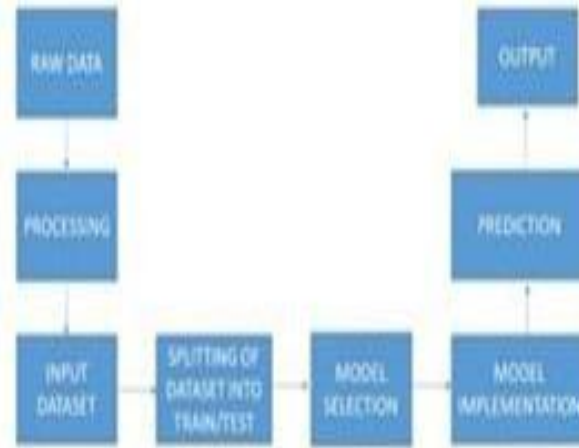 RAW DATA
PROCESSING
INPUT
DATASET
SPLITTING OF
DATASET INTO
TRAIN/TEST
MODEL
SELECTION
MODEL
IMPLEMENTATION
PREDICTION
OUTPUT